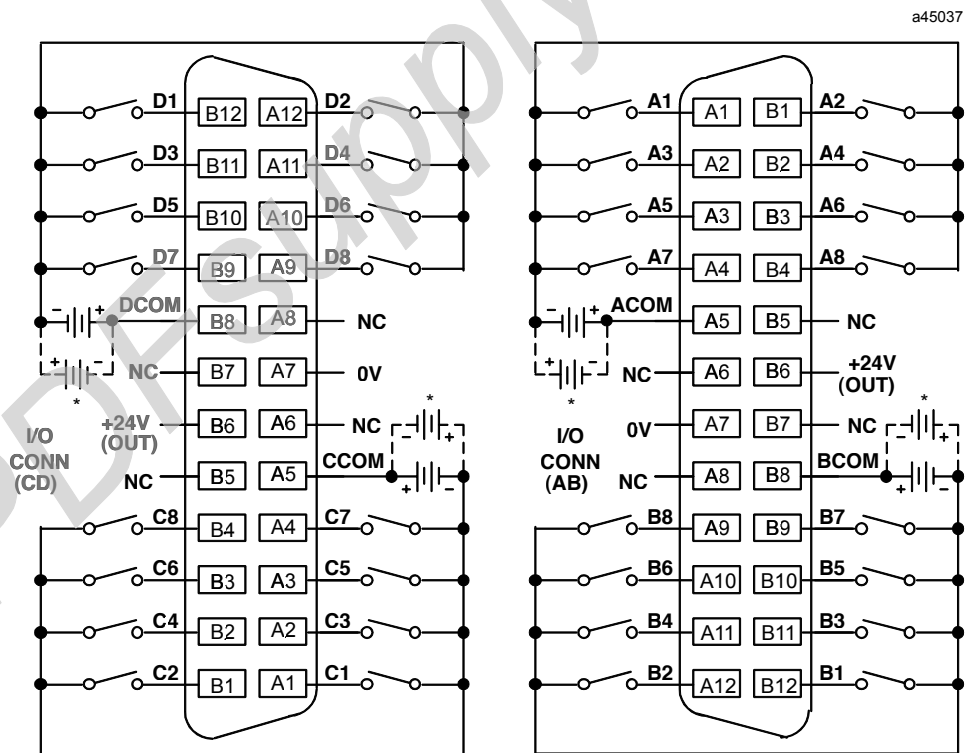 a45037
D1 B12 A12 D2
D3 B11 A11 D4
D5 B10 A10 D6
D7 B9 A9 D8
- + DCOM B8 A8 NC
+ - NC B7 A7 0V
*
+24V (OUT) B6 A6 NC - + *
I/O CONN (CD)
NC B5 A5 CCOM + -
C8 B4 A4 C7
C6 B3 A3 C5
C4 B2 A2 C3
C2 B1 A1 C1
A1 A1 B1 A2
A3 A2 B2 A4
A5 A3 B3 A6
A7 A4 B4 A8
- + ACOM A5 B5 NC
+ - NC A6 B6 +24V (OUT)
*
0V A7 B7 NC - + *
I/O CONN (AB)
NC A8 B8 BCOM + -
B8 A9 B9 B7
B6 A10 B10 B5
B4 A11 B11 B3
B2 A12 B12 B1
PDFsupply